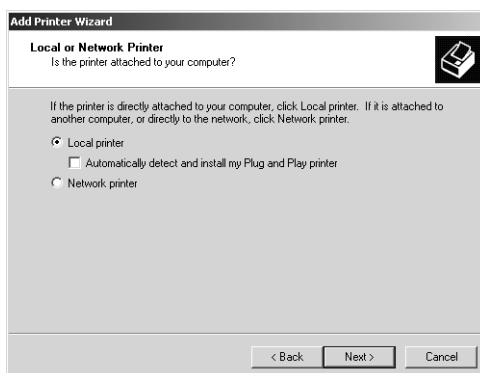 Add Printer Wizard
Local or Network Printer
Is the printer attached to your computer?
If the printer is directly attached to your computer, click Local printer.  If it is attached to
another computer, or directly to the network, click Network printer.
Local printer
Automatically detect and install my Plug and Play printer
Network printer
< Back
Next >
Cancel